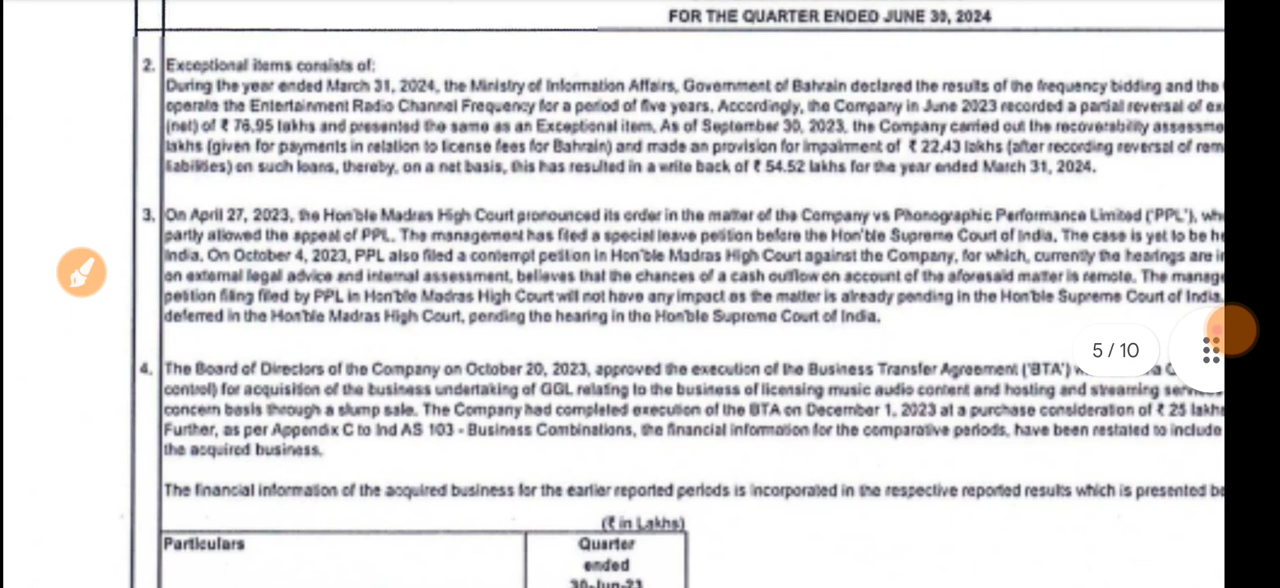 FOR THE QUARTER ENDED JUNE 30, 2024
2. Exceptional items consists of:
During the year ended March 31, 2024, the Ministry of Information Affairs, Government of Bahrain declared the results of the frequency bidding and the
operate the Entertainment Radio Channel Frequency for a period of five years. Accordingly, the Company in June 2023 recorded a partial reversal of ex
(net) of ₹ 76.95 lakhs and presented the same as an Exceptional item. As of September 30, 2023, the Company carried out the recoverability assessme
lakhs (given for payments in relation to license fees for Bahrain) and made an provision for impairment of ₹ 22.43 lakhs (after recording reversal of rem
liabilities) on such loans, thereby, on a net basis, this has resulted in a write back of ₹ 54.52 lakhs for the year ended March 31, 2024.
3. On April 27, 2023, the Hon'ble Madras High Court pronounced its order in the matter of the Company vs Phonographic Performance Limited ('PPL'), whe
partly allowed the appeal of PPL. The management has filed a special leave petition before the Hon'ble Supreme Court of India. The case is yet to be he
India. On October 4, 2023, PPL also filed a contempt petition in Hon'ble Madras High Court against the Company, for which, currently the hearings are in
on external legal advice and internal assessment, believes that the chances of a cash outflow on account of the aforesaid matter is remote. The manage
petition filing filed by PPL in Hon'ble Madras High Court will not have any impact as the matter is already pending in the Hon'ble Supreme Court of India.
deferred in the Hon'ble Madras High Court, pending the hearing in the Hon'ble Supreme Court of India.
5 / 10
4. The Board of Directors of the Company on October 20, 2023, approved the execution of the Business Transfer Agreement ('BTA')
control) for acquisition of the business undertaking of GGL relating to the business of licensing music audio content and hosting and streaming
concern basis through a slump sale. The Company had completed execution of the BTA on December 1, 2023 at a purchase consideration of ₹ 25 lakhs
Further, as per Appendix C to Ind AS 103 - Business Combinations, the financial information for the comparative periods, have been restated to include
the acquired business.
The financial information of the acquired business for the earlier reported periods is incorporated in the respective reported results which is presented be
(₹ in Lakhs)
Particulars
Quarter
ended
30-Jun-23